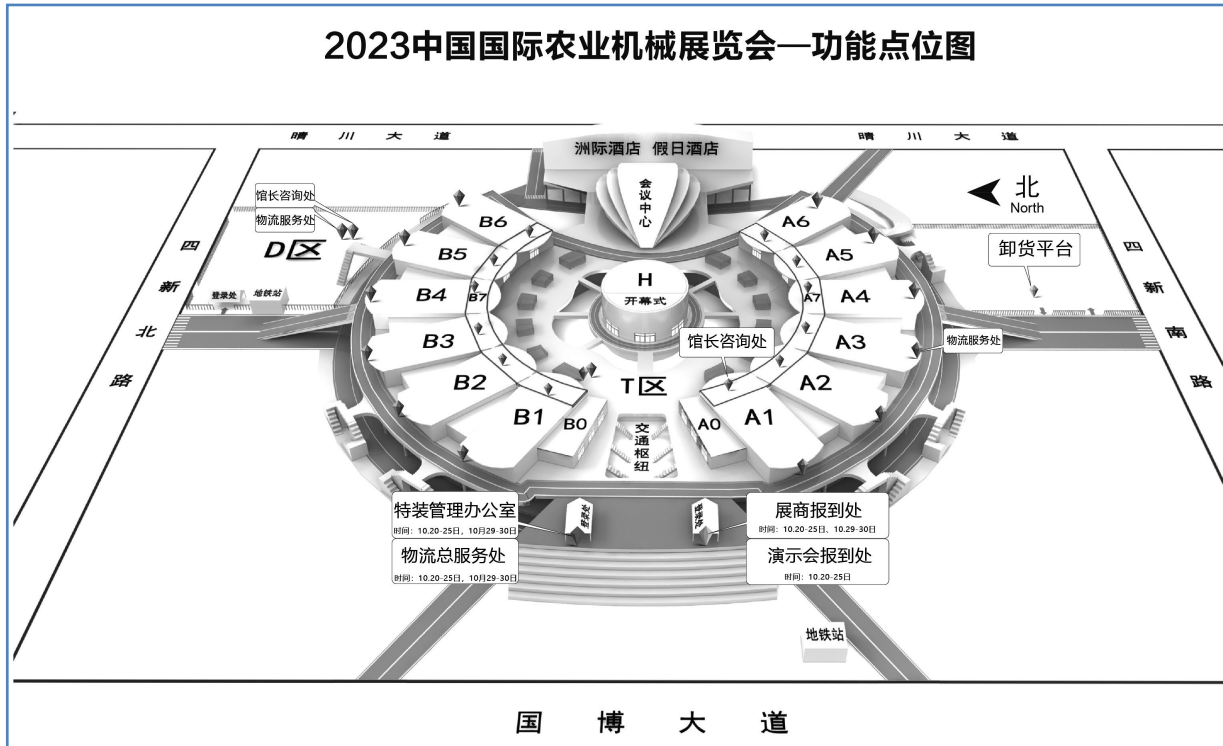 2023中国国际农业机械展览会—功能点位图
晴川大道
晴川大道
洲际酒店 假日酒店
会议中心
北
North
馆长咨询处
物流服务处
D区
登录处
地铁站
四新北路
四新南路
卸货平台
B6
B5
B4
B7
B3
B2
B1
B0
A6
A5
A4
A7
A3
A2
A1
A0
H
开幕式
馆长咨询处
物流服务处
T区
交通枢纽
登录处
登录处
特装管理办公室
时间：10.20-25日，10月29-30日
物流总服务处
时间：10.20-25日，10月29-30日
展商报到处
时间：10.20-25日、10.29-30日
演示会报到处
时间：10.20-25日
地铁站
国博大道